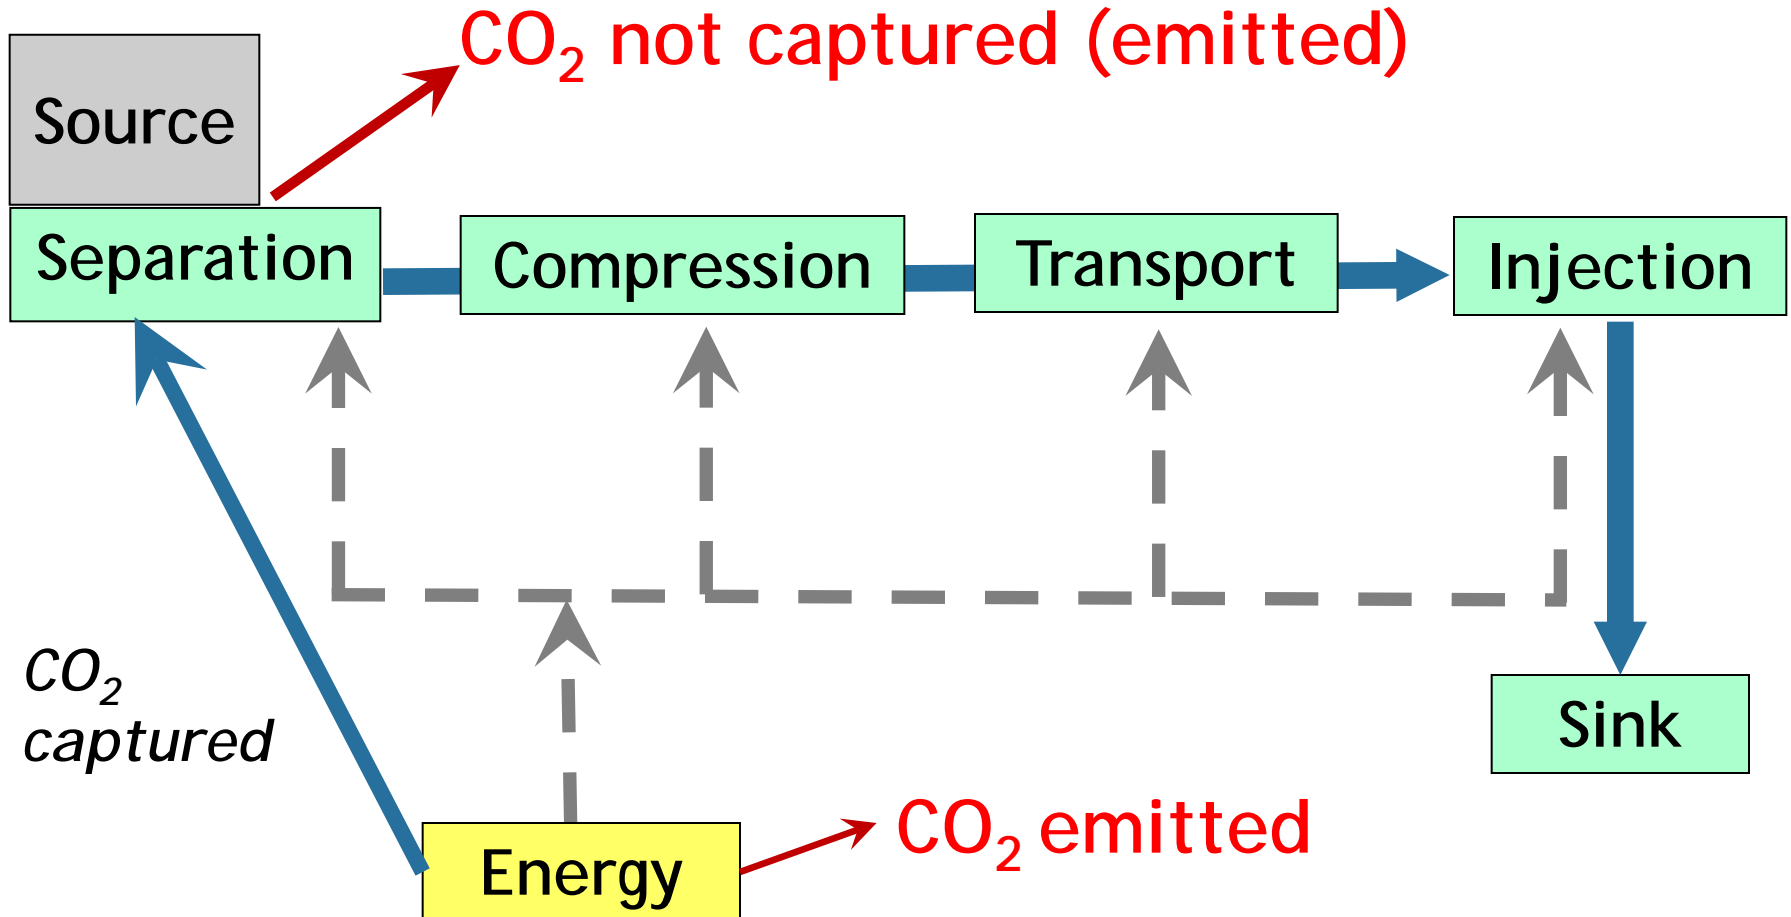 CO₂ not captured (emitted)
Source
Separation
Compression
Transport
Injection
CO₂
captured
Sink
CO₂ emitted
Energy